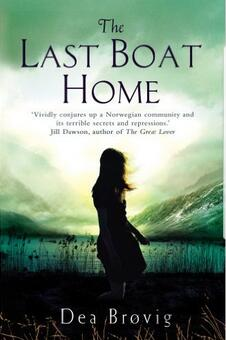 The
LAST BOAT
HOME
‘Vividly conjures up a Norwegian community and
its terrible secrets and repressions.’
Jill Dawson, author of The Great Lover
Dea Brøvig